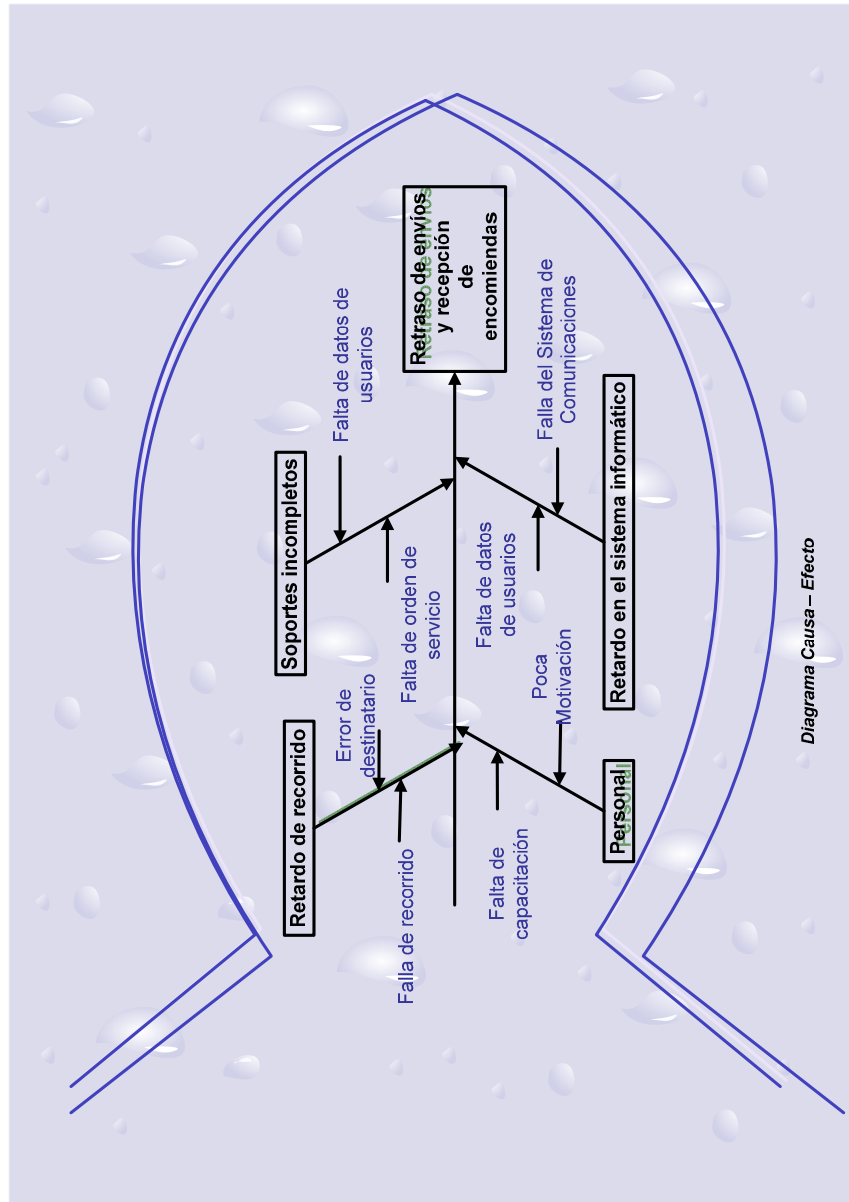 Retardo de recorrido
Soportes incompletos
Error de
destinatario
Falta de datos de
usuarios
Falla de recorrido
Falta de orden de
servicio
Retraso de envíos
y recepción
de
encomiendas
Falta de
capacitación
Poca
Motivación
Falta de datos
de usuarios
Falla del Sistema de
Comunicaciones
Personal
Retardo en el sistema informático
Diagrama Causa – Efecto